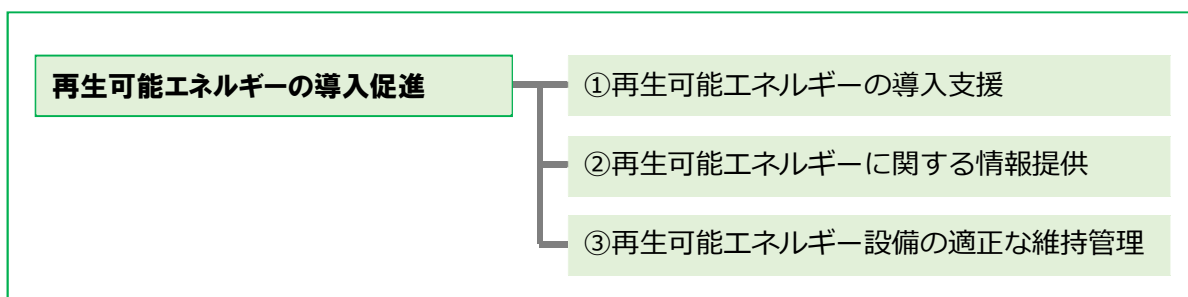 再生可能エネルギーの導入促進
①再生可能エネルギーの導入支援
②再生可能エネルギーに関する情報提供
③再生可能エネルギー設備の適正な維持管理